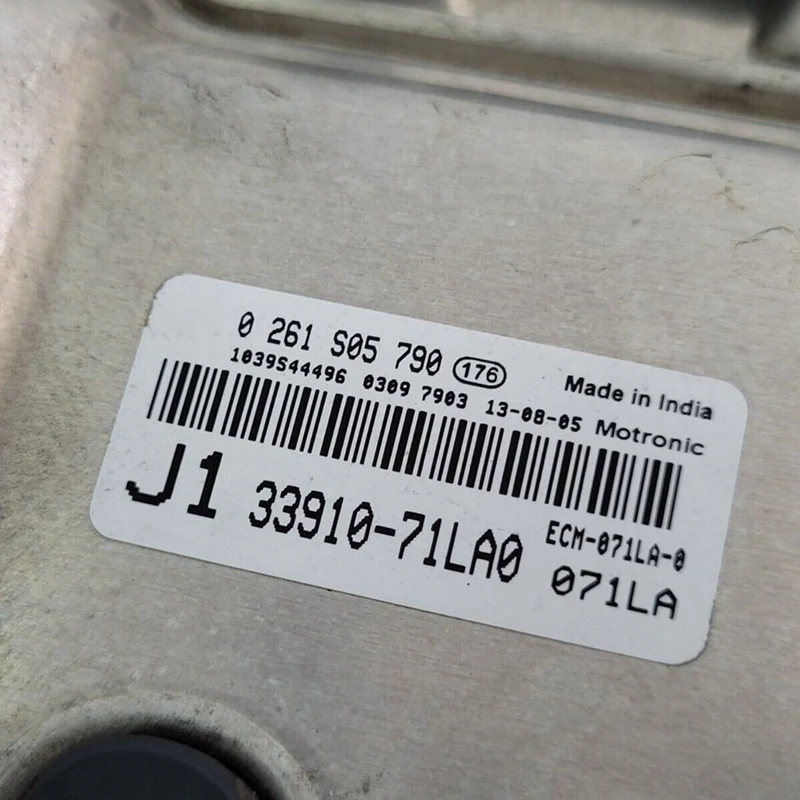 0 261 S05 790 176 Made in India
1039S44496 0309 7903 13-08-05 Motronic
J1 33910-71LA0 ECM-071LA-0
071LA